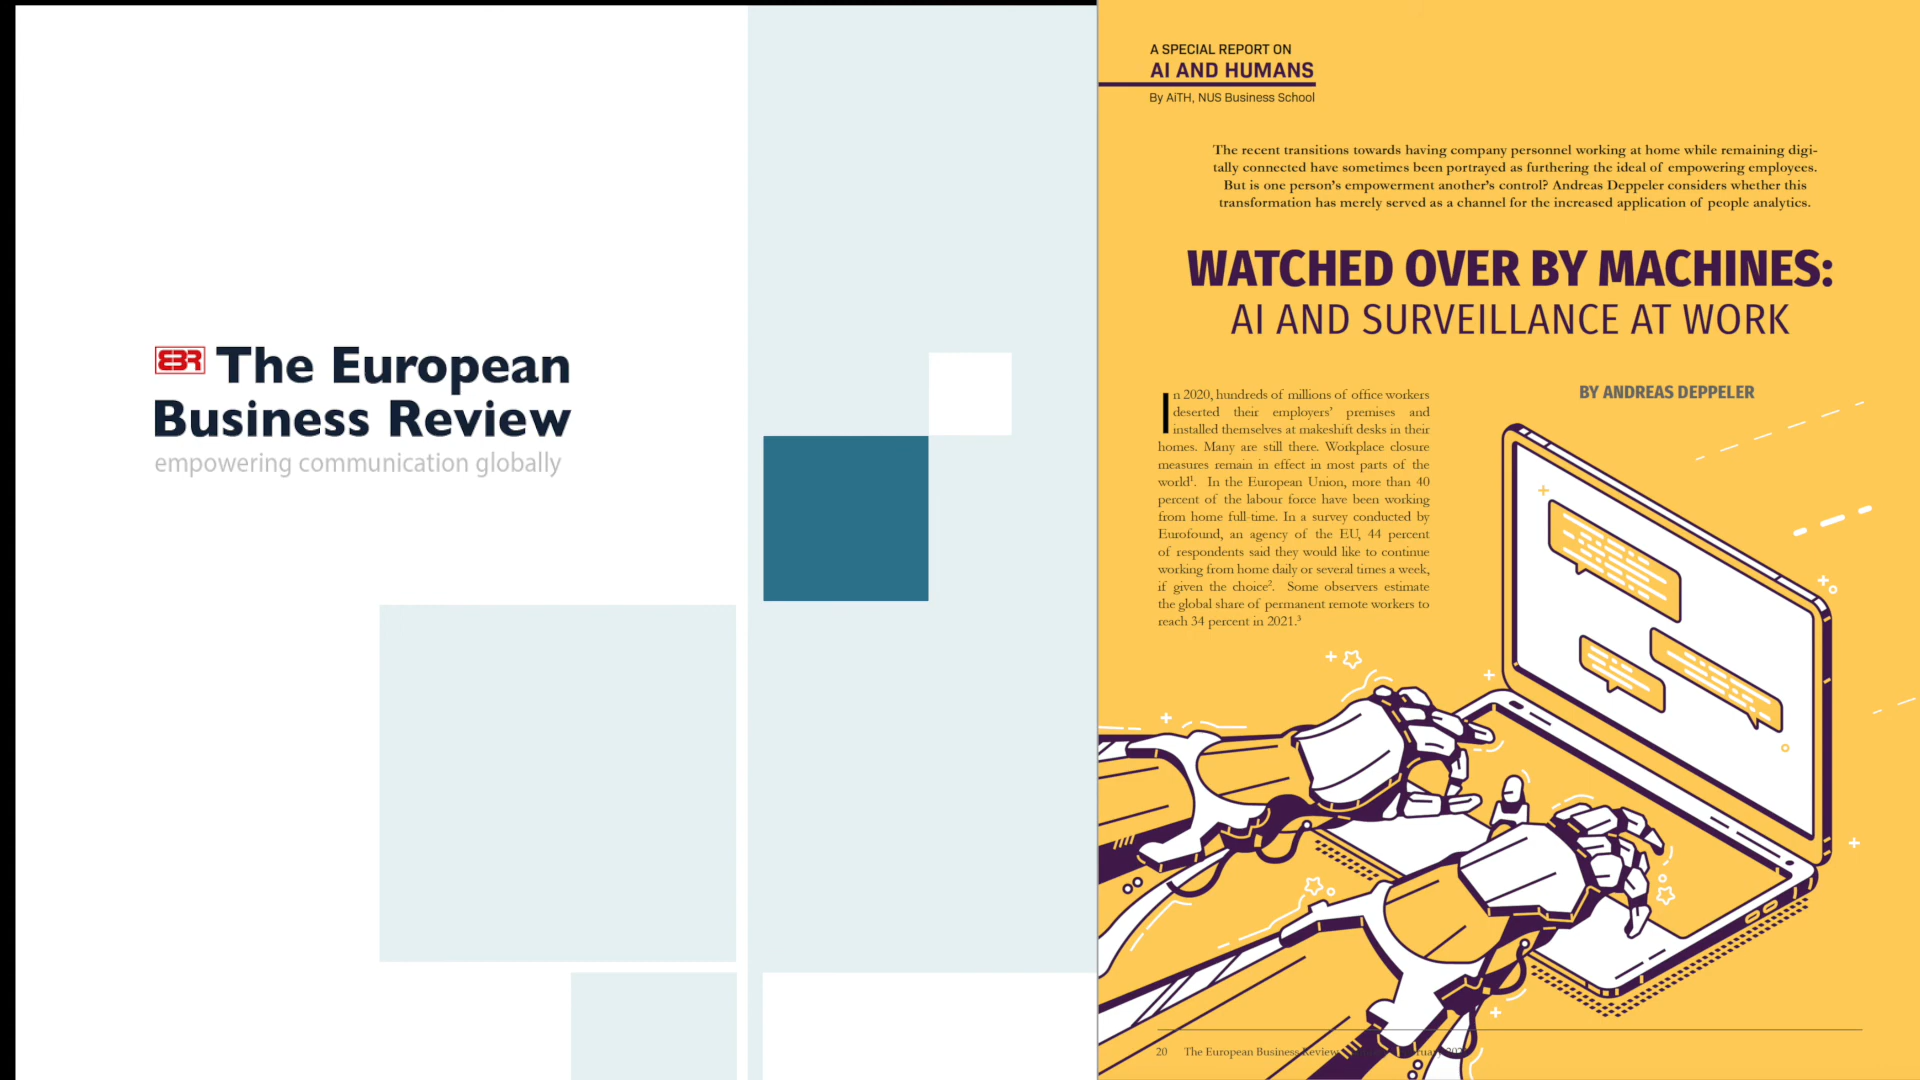 EBR The European
Business Review
empowering communication globally
A SPECIAL REPORT ON
AI AND HUMANS
By AiTH, NUS Business School
The recent transitions towards having company personnel working at home while remaining digi-
tally connected have sometimes been portrayed as furthering the ideal of empowering employees.
But is one person’s empowerment another’s control? Andreas Deppeler considers whether this
transformation has merely served as a channel for the increased application of people analytics.
WATCHED OVER BY MACHINES:
AI AND SURVEILLANCE AT WORK
BY ANDREAS DEPPELER
In 2020, hundreds of millions of office workers
deserted their employers’ premises and
installed themselves at makeshift desks in their
homes. Many are still there. Workplace closure
measures remain in effect in most parts of the
world¹. In the European Union, more than 40
percent of the labour force have been working
from home full-time. In a survey conducted by
Eurofound, an agency of the EU, 44 percent
of respondents said they would like to continue
working from home daily or several times a week,
if given the choice². Some observers estimate
the global share of permanent remote workers to
reach 34 percent in 2021.³
20 The European Business Review